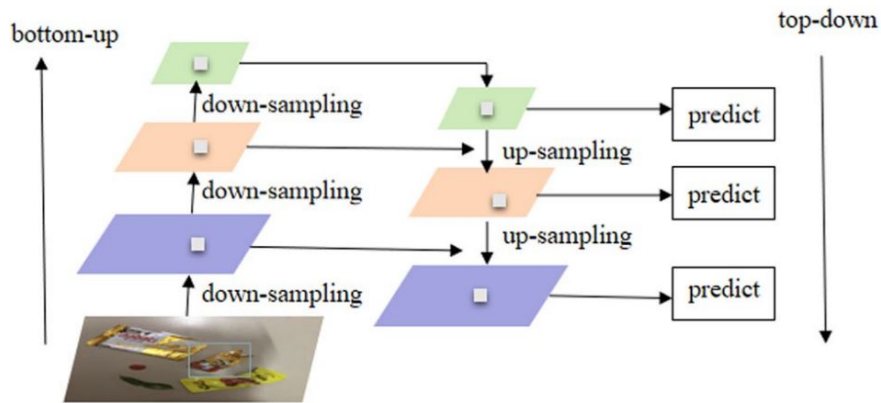 bottom-up
top-down
down-sampling
predict
up-sampling
down-sampling
predict
up-sampling
down-sampling
predict